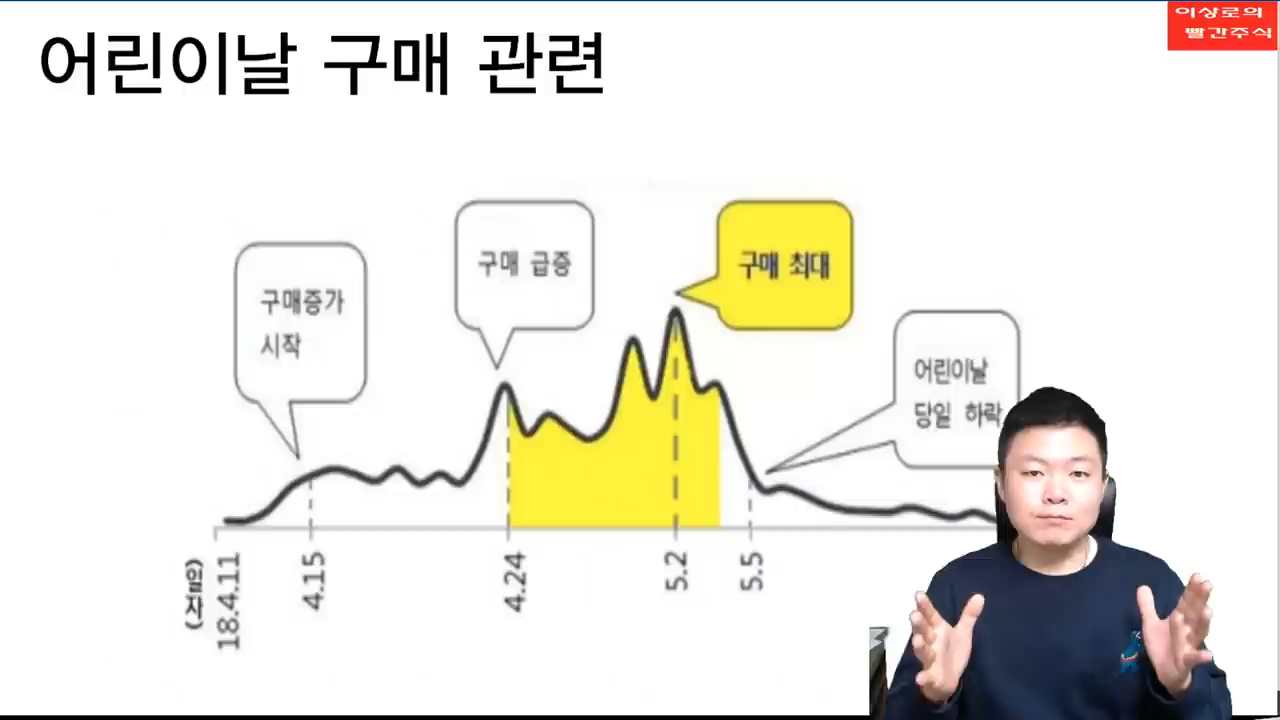 이상로의
빨간주식
어린이날 구매 관련
구매증가
시작
구매 급증
구매 최대
어린이날
당일 하락
(일자)
18.4.11
4.15
4.24
5.2
5.5